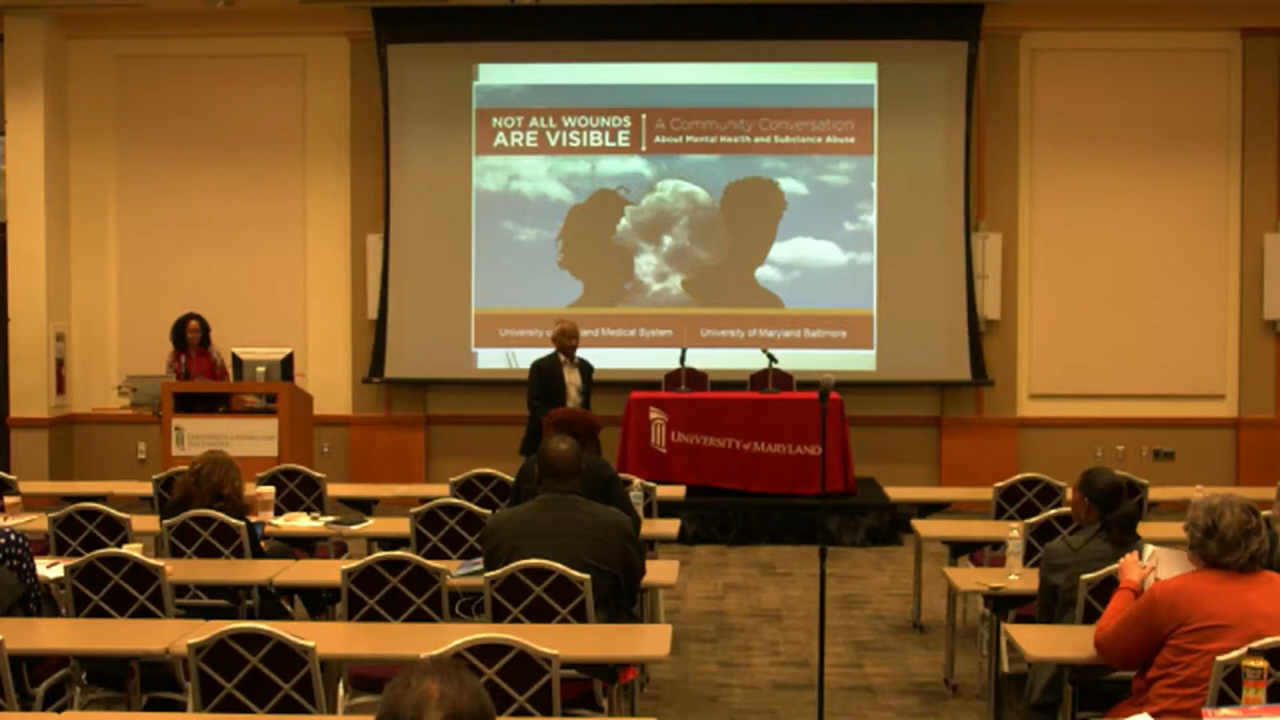 NOT ALL WOUNDS
ARE VISIBLE
A Community Conversation
About Mental Health and Substance Abuse
University of land Medical System
University of Maryland Baltimore
UNIVERSITY of MARYLAND